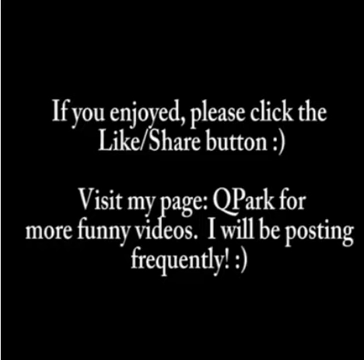 If you enjoyed, please click the
Like/Share button :)
Visit my page: QPark for
more funny videos.  I will be posting
frequently! :)